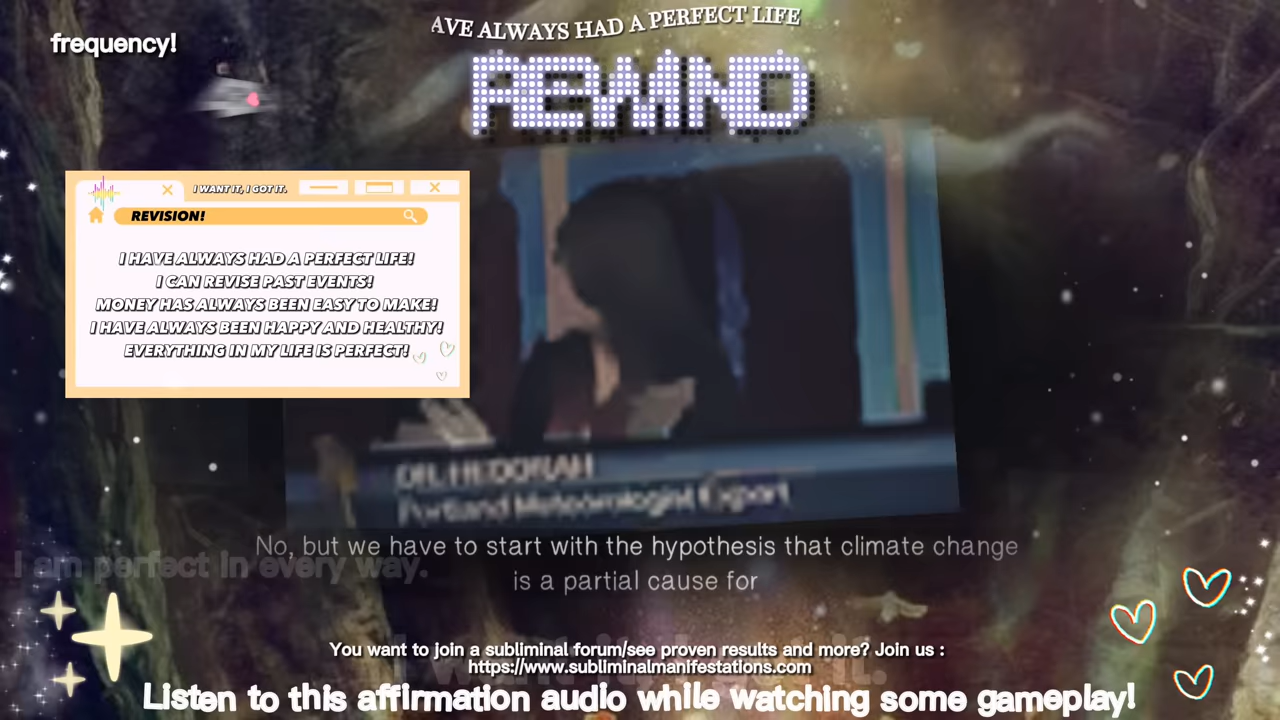 AVE ALWAYS HAD A PERFECT LIFE
frequency!
REWIND
I WANT IT, I GOT IT.
REVISION!
I HAVE ALWAYS HAD A PERFECT LIFE!
I CAN REVISE PAST EVENTS!
MONEY HAS ALWAYS BEEN EASY TO MAKE!
I HAVE ALWAYS BEEN HAPPY AND HEALTHY!
EVERYTHING IN MY LIFE IS PERFECT!
Portland Meteorologist Expert
No, but we have to start with the hypothesis that climate change
is a partial cause for
I am perfect in every way.
You want to join a subliminal forum/see proven results and more? Join us :
https://www.subliminalmanifestations.com
Listen to this affirmation audio while watching some gameplay!